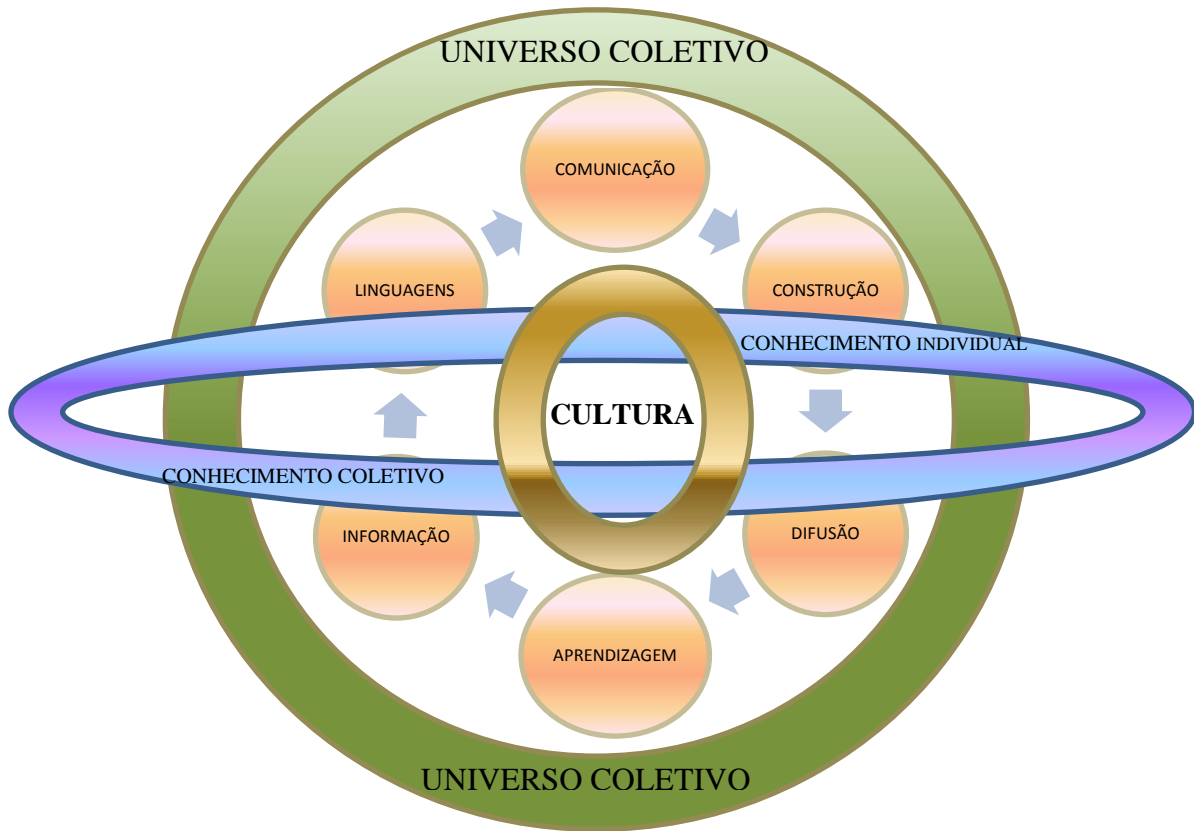 UNIVERSO COLETIVO
COMUNICAÇÃO
LINGUAGENS
CONSTRUÇÃO
CONHECIMENTO INDIVIDUAL
CULTURA
CONHECIMENTO COLETIVO
INFORMAÇÃO
DIFUSÃO
APRENDIZAGEM
UNIVERSO COLETIVO